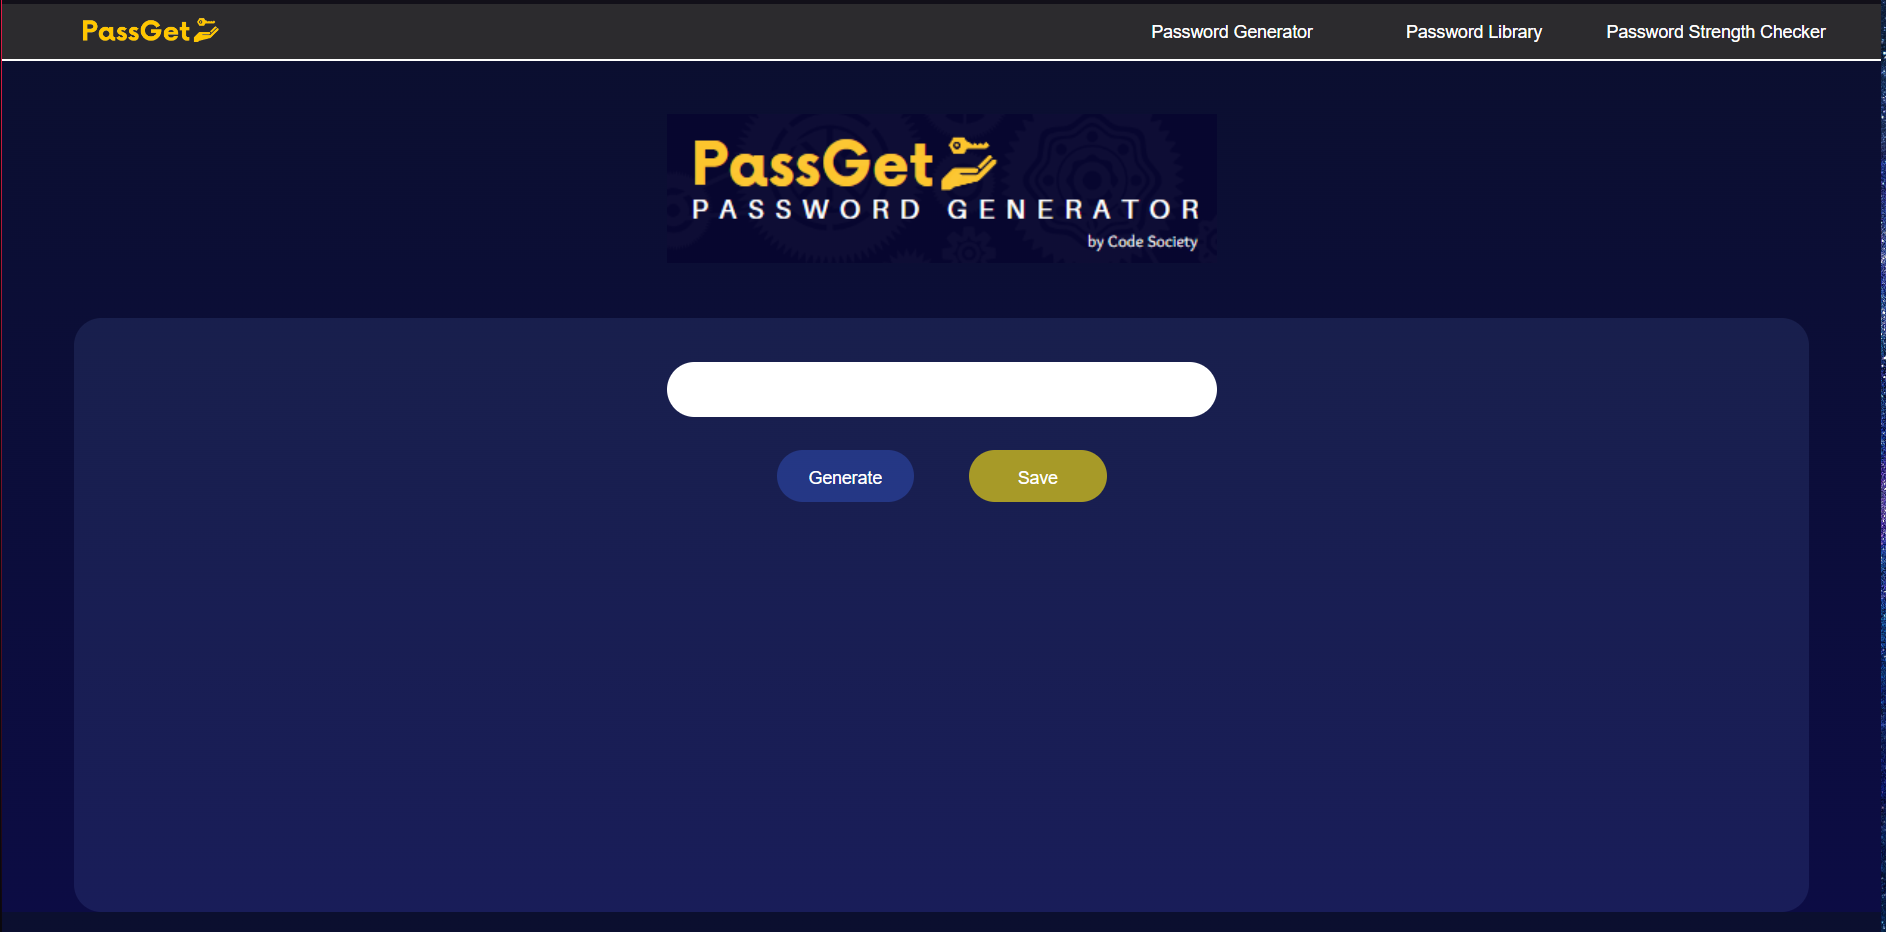 PassGet
Password Generator
Password Library
Password Strength Checker
PassGet
PASSWORD GENERATOR
by Code Society
Generate
Save